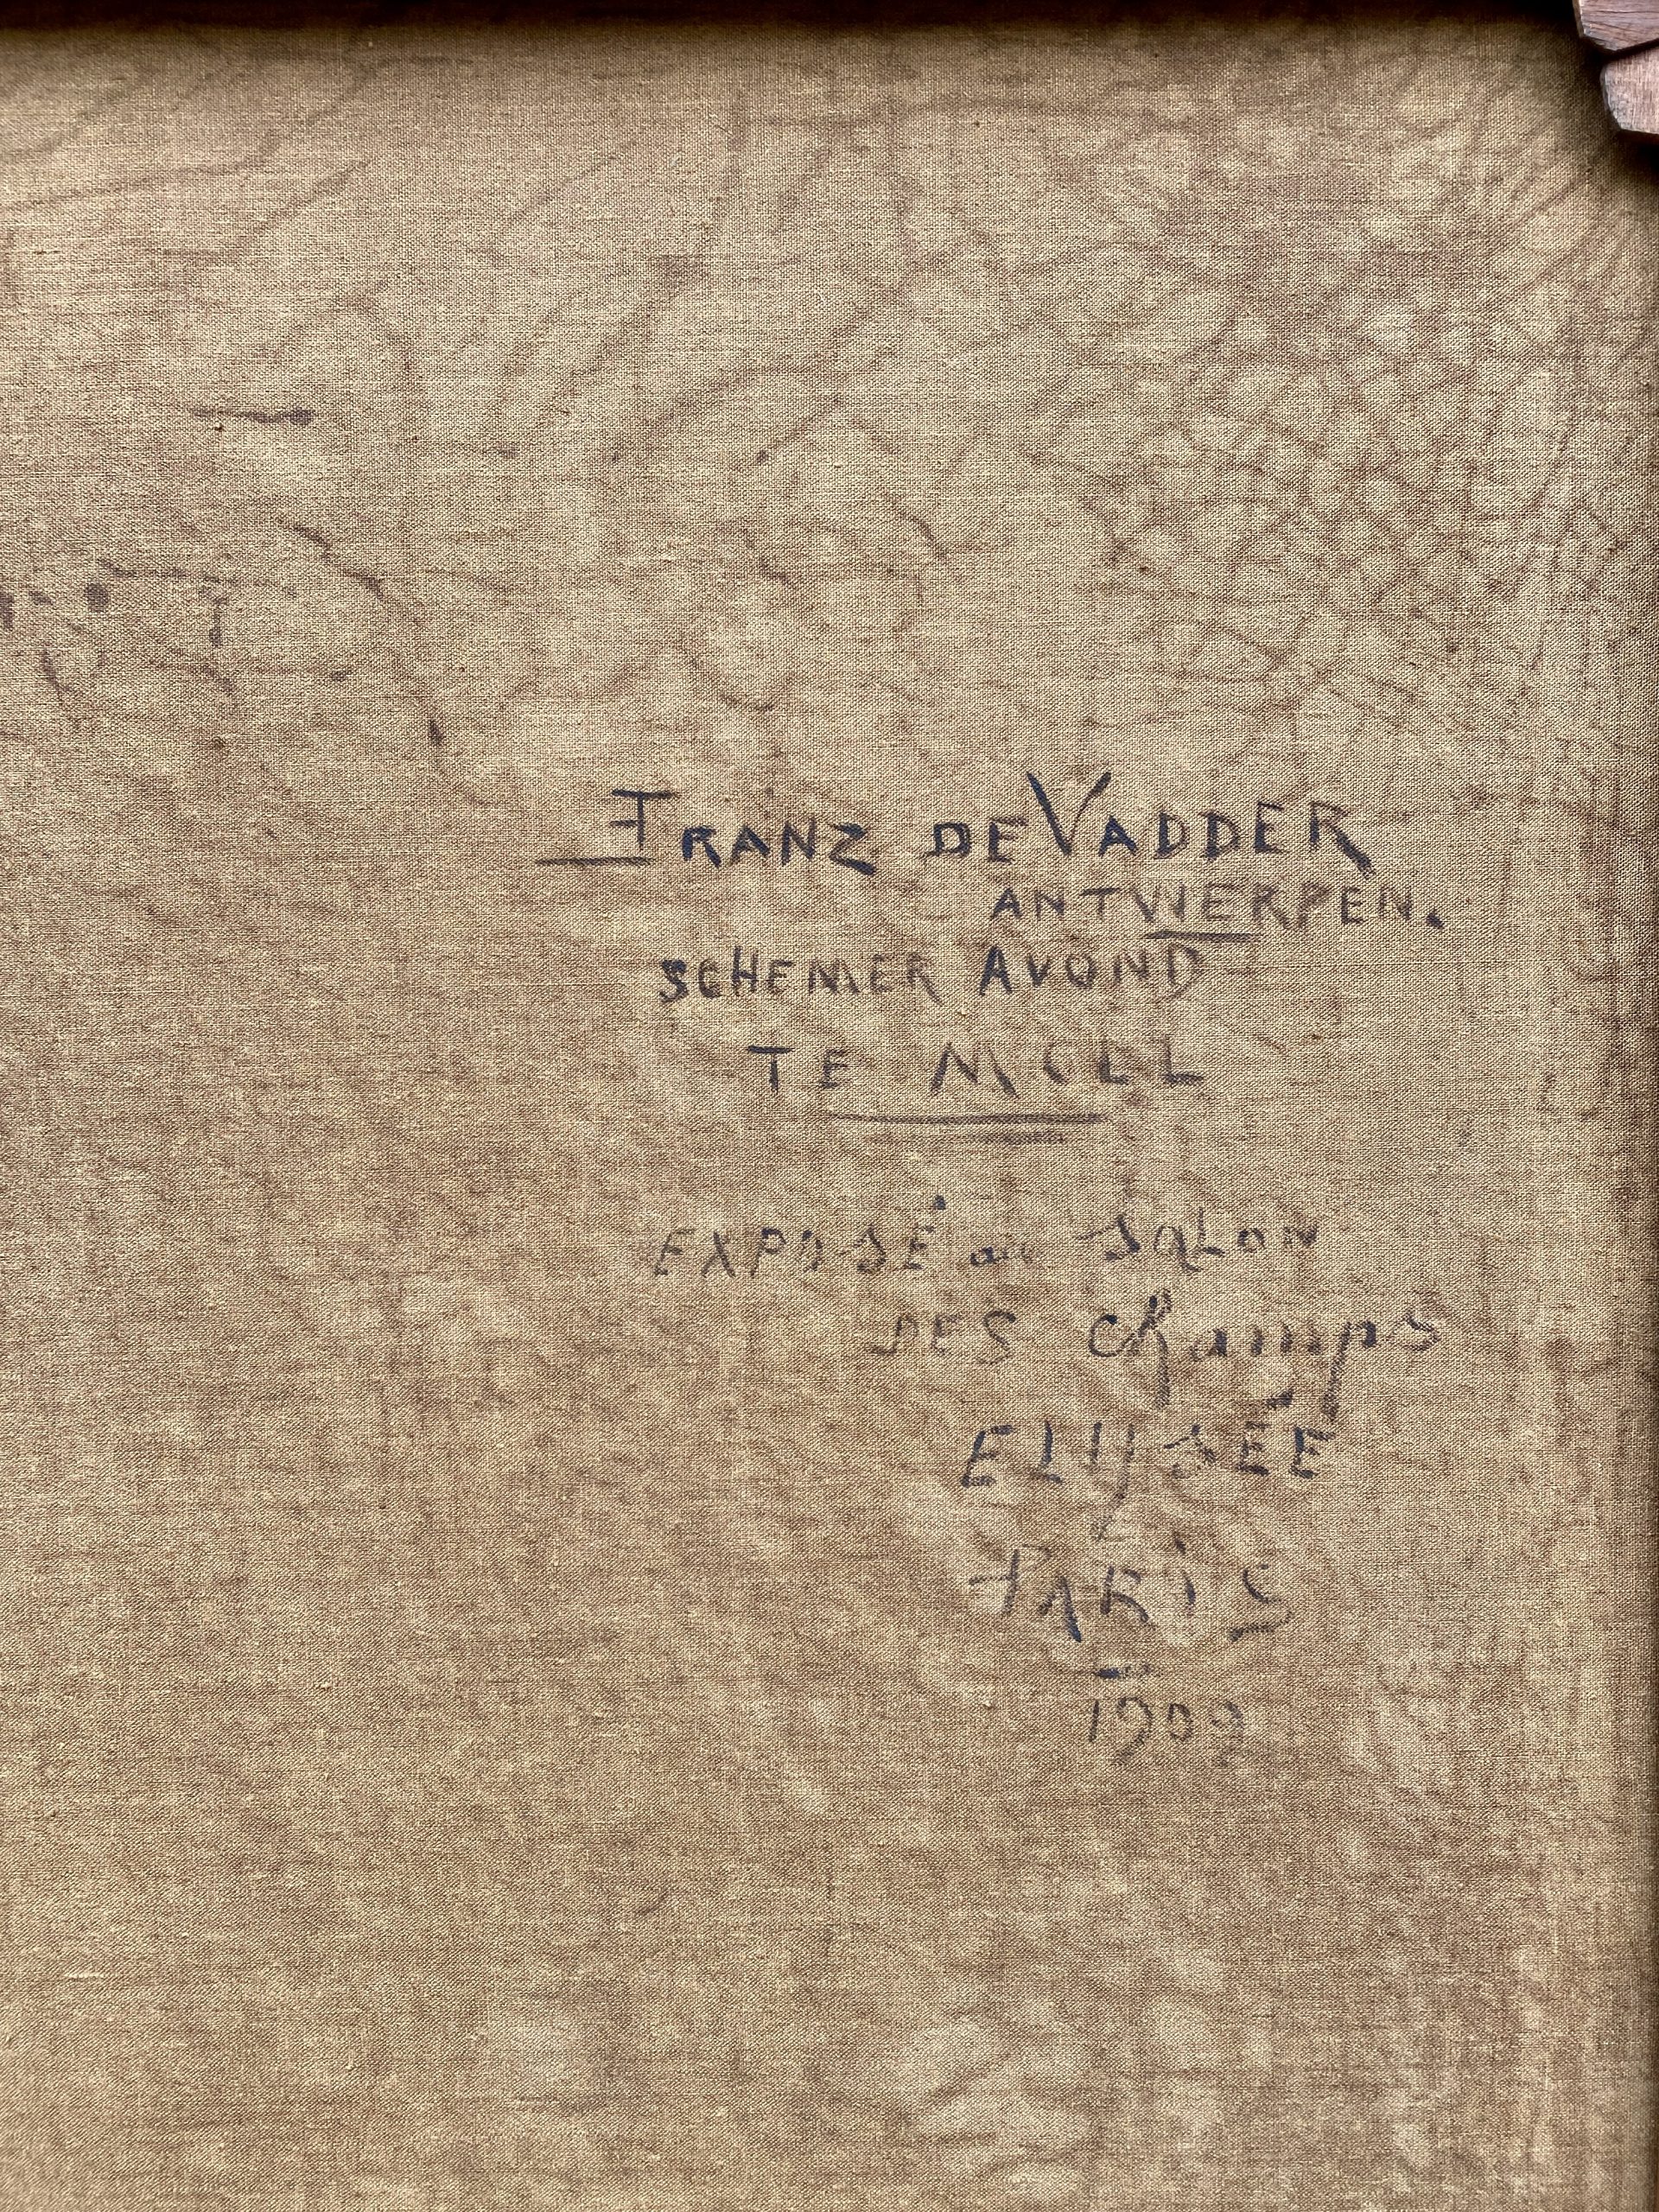 FRANZ DE VADDER
ANTWERPEN.
SCHEMER AVOND
TE MOLL
EXPOSÉ au SALON
DES Champs
ELYSÉE
PARIS
1909